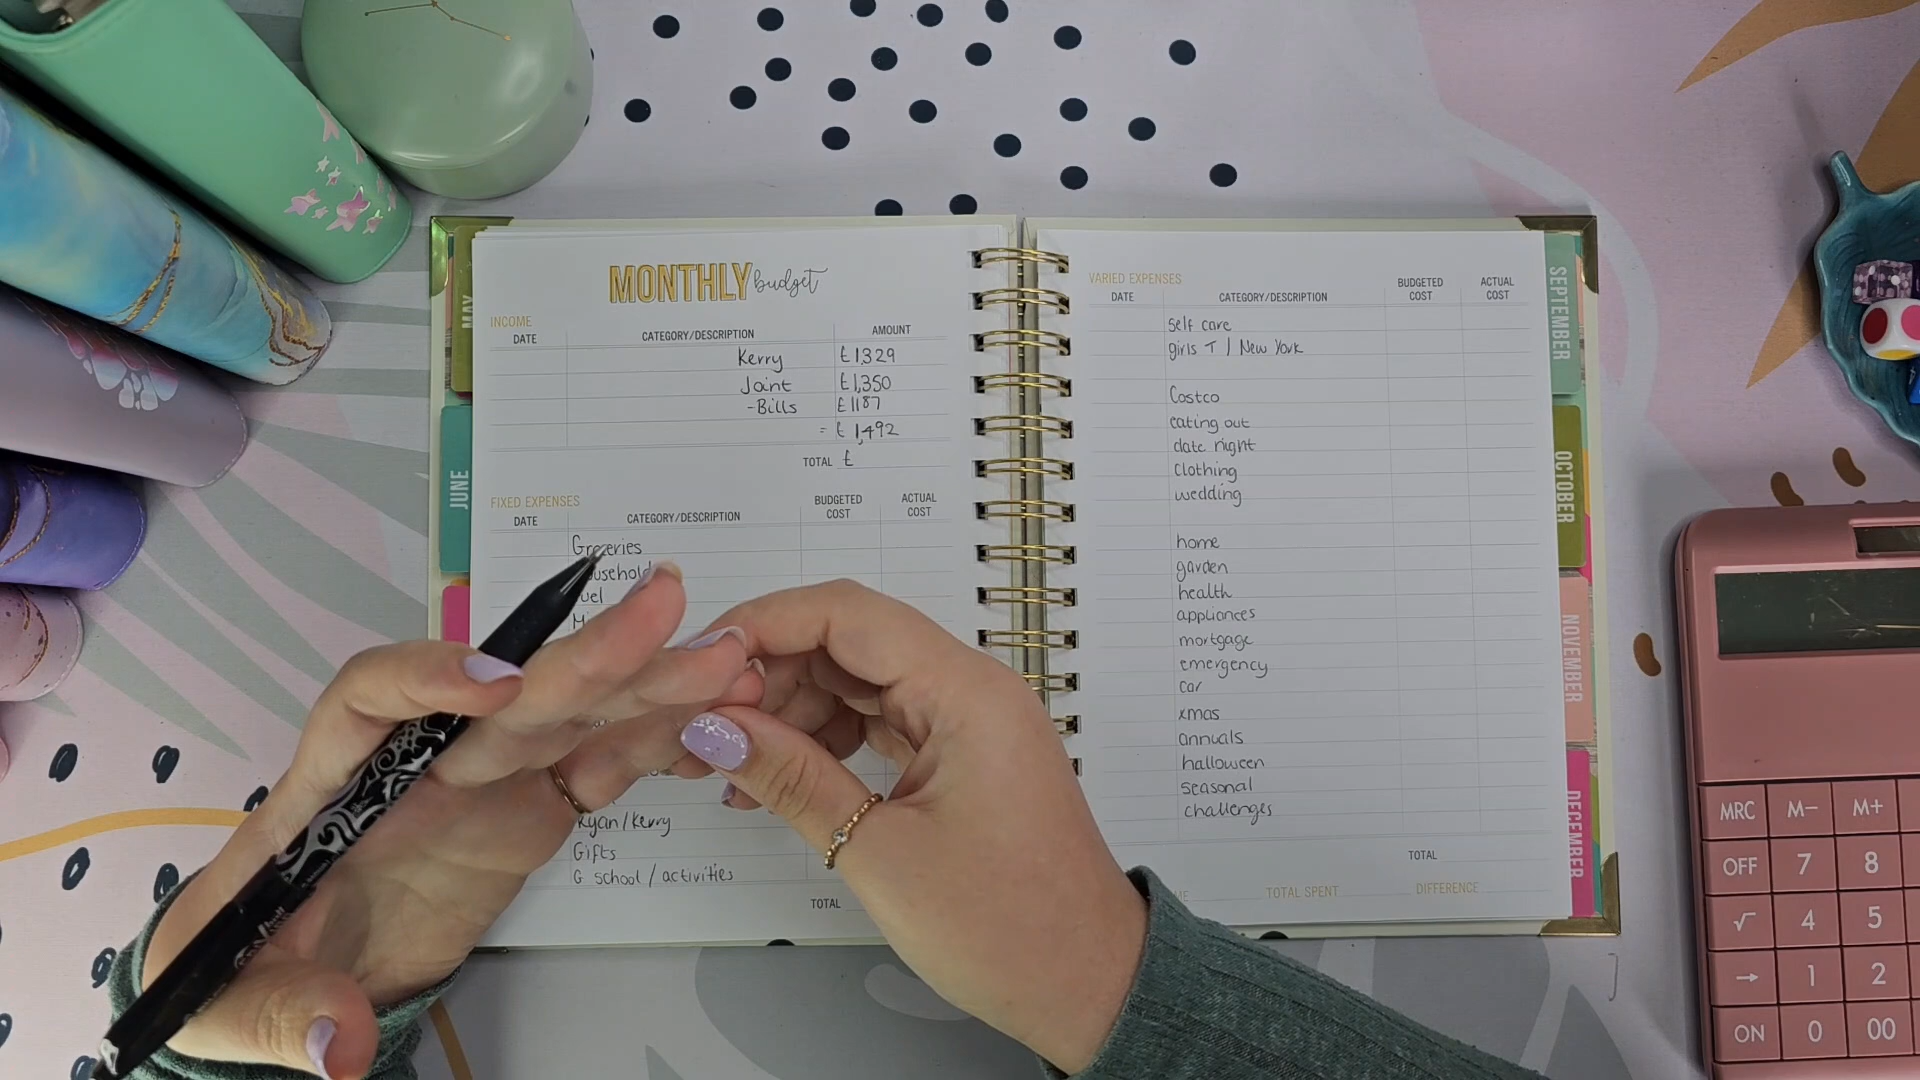 MONTHLY budget
INCOME
DATE CATEGORY/DESCRIPTION AMOUNT
Kerry £1329
Joint £1,350
-Bills £1187
= £1,492
TOTAL £
FIXED EXPENSES
DATE CATEGORY/DESCRIPTION BUDGETED COST ACTUAL COST
Groceries
Ryan/Kerry
Gifts
G school / activities
TOTAL
VARIED EXPENSES
DATE CATEGORY/DESCRIPTION BUDGETED COST ACTUAL COST
Self care
girls T / New York
Costco
eating out
date night
Clothing
wedding
home
garden
health
appliances
mortgage
emergency
car
xmas
annuals
halloween
seasonal
challenges
TOTAL
TOTAL SPENT DIFFERENCE
MAY
JUNE
SEPTEMBER
OCTOBER
NOVEMBER
DECEMBER
MRC M− M+
OFF 7 8
√ 4 5
→ 1 2
ON 0 00